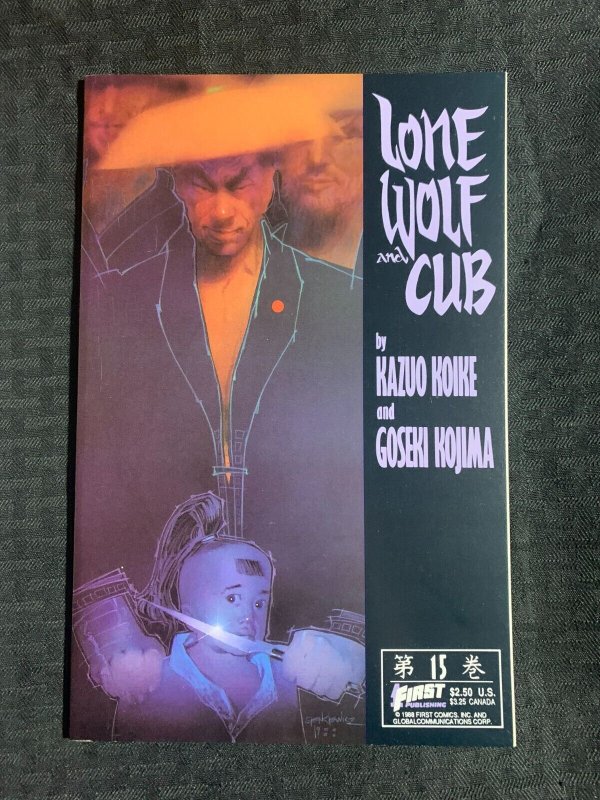 LONE
WOLF
and
CUB
by
KAZUO KOIKE
and
GOSEKI KOJIMA
第 15 巻
FIRST
PUBLISHING
$2.50 U.S.
$3.25 CANADA
© 1988 FIRST COMICS, INC. AND
GLOBALCOMMUNICATIONS CORP.